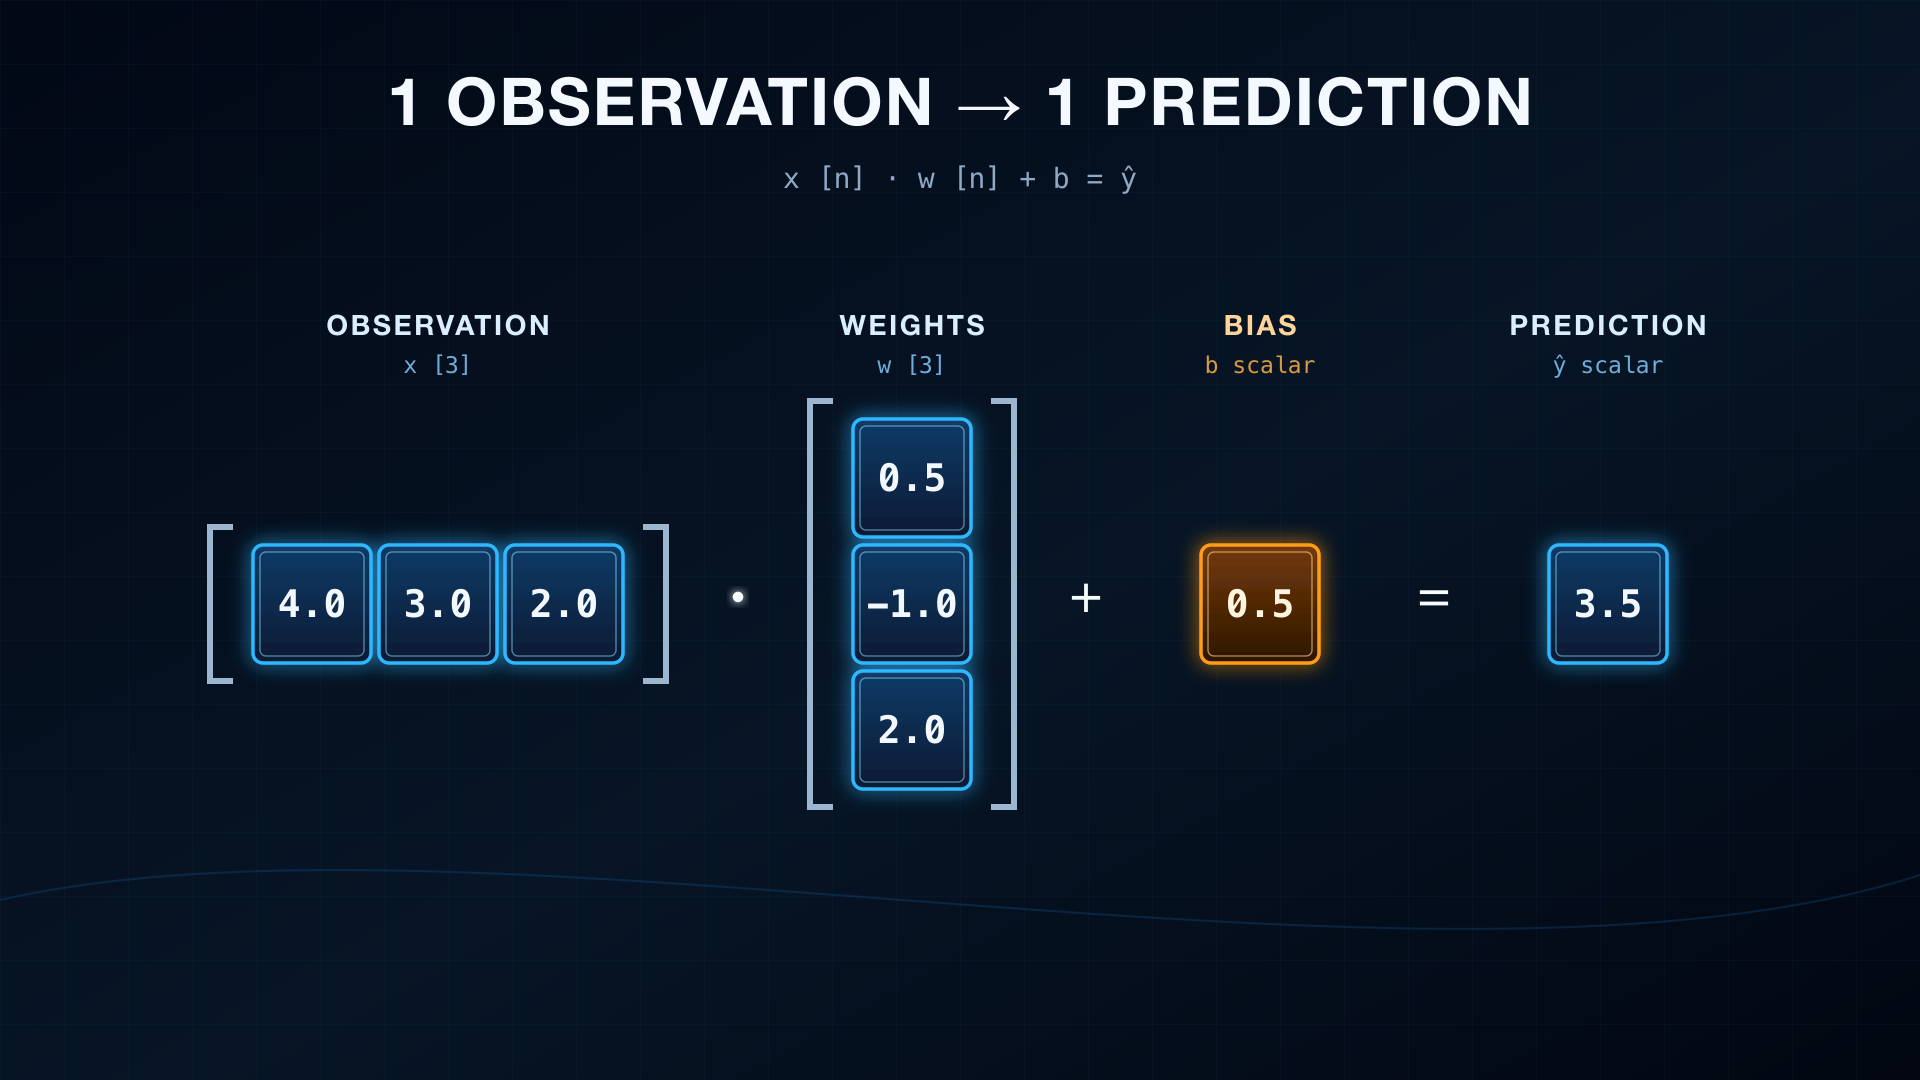 1 OBSERVATION → 1 PREDICTION
x [n] · w [n] + b = ŷ
OBSERVATION
x [3]
WEIGHTS
w [3]
BIAS
b scalar
PREDICTION
ŷ scalar
4.0 3.0 2.0
·
0.5
−1.0
2.0
+
0.5
=
3.5